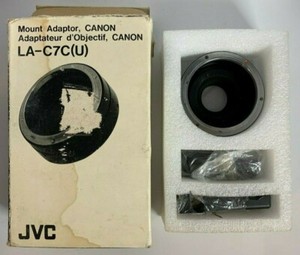 Mount Adaptor, CANON
Adaptateur d'Objectif, CANON
LA-C7C(U)
JVC